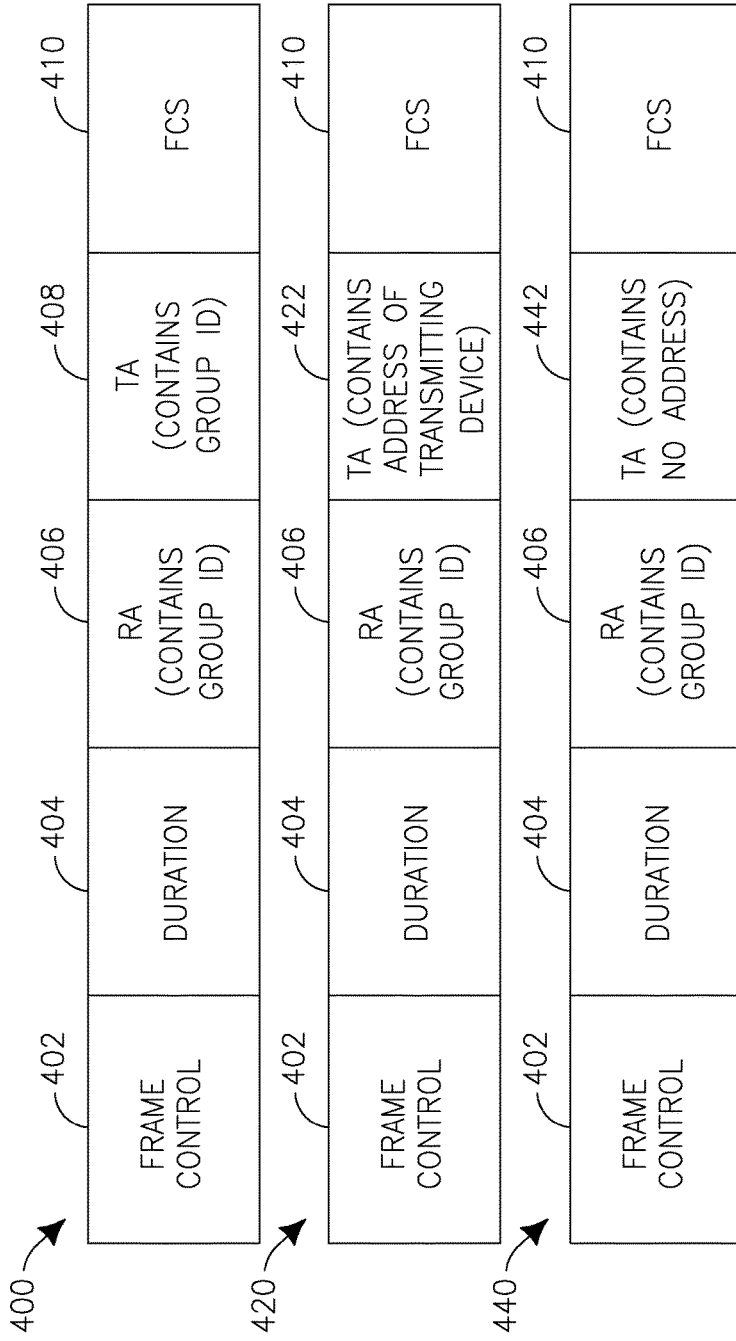 400
402
404
406
408
410
FRAME
CONTROL
DURATION
RA
(CONTAINS
GROUP ID)
TA
(CONTAINS
GROUP ID)
FCS
420
402
404
406
422
410
FRAME
CONTROL
DURATION
RA
(CONTAINS
GROUP ID)
TA (CONTAINS
ADDRESS OF
TRANSMITTING
DEVICE)
FCS
440
402
404
406
442
410
FRAME
CONTROL
DURATION
RA
(CONTAINS
GROUP ID)
TA (CONTAINS
NO ADDRESS)
FCS